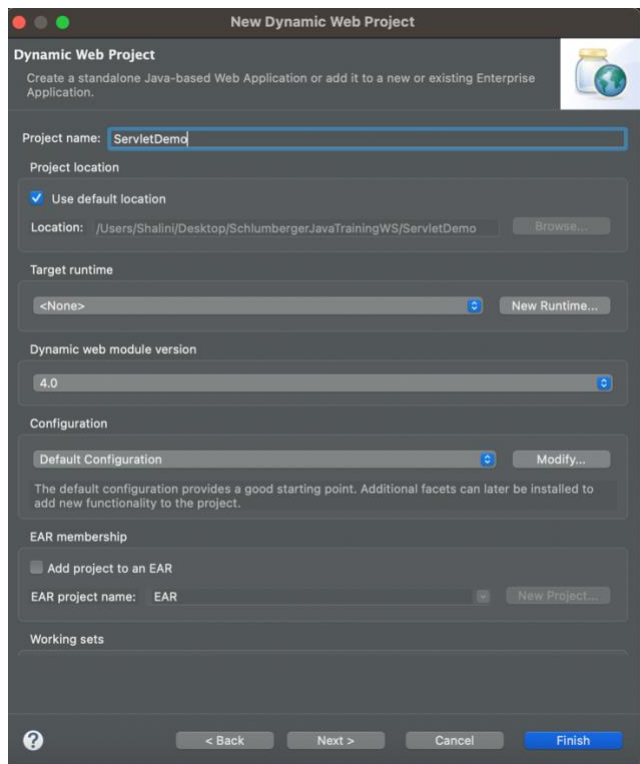 New Dynamic Web Project
Dynamic Web Project
Create a standalone Java-based Web Application or add it to a new or existing Enterprise
Application.
Project name: ServletDemo
Project location
Use default location
Location: /Users/Shalini/Desktop/SchlumbergerJavaTrainingWS/ServletDemo Browse...
Target runtime
<None> New Runtime...
Dynamic web module version
4.0
Configuration
Default Configuration Modify...
The default configuration provides a good starting point. Additional facets can later be installed to
add new functionality to the project.
EAR membership
Add project to an EAR
EAR project name: EAR New Project...
Working sets
? < Back Next > Cancel Finish